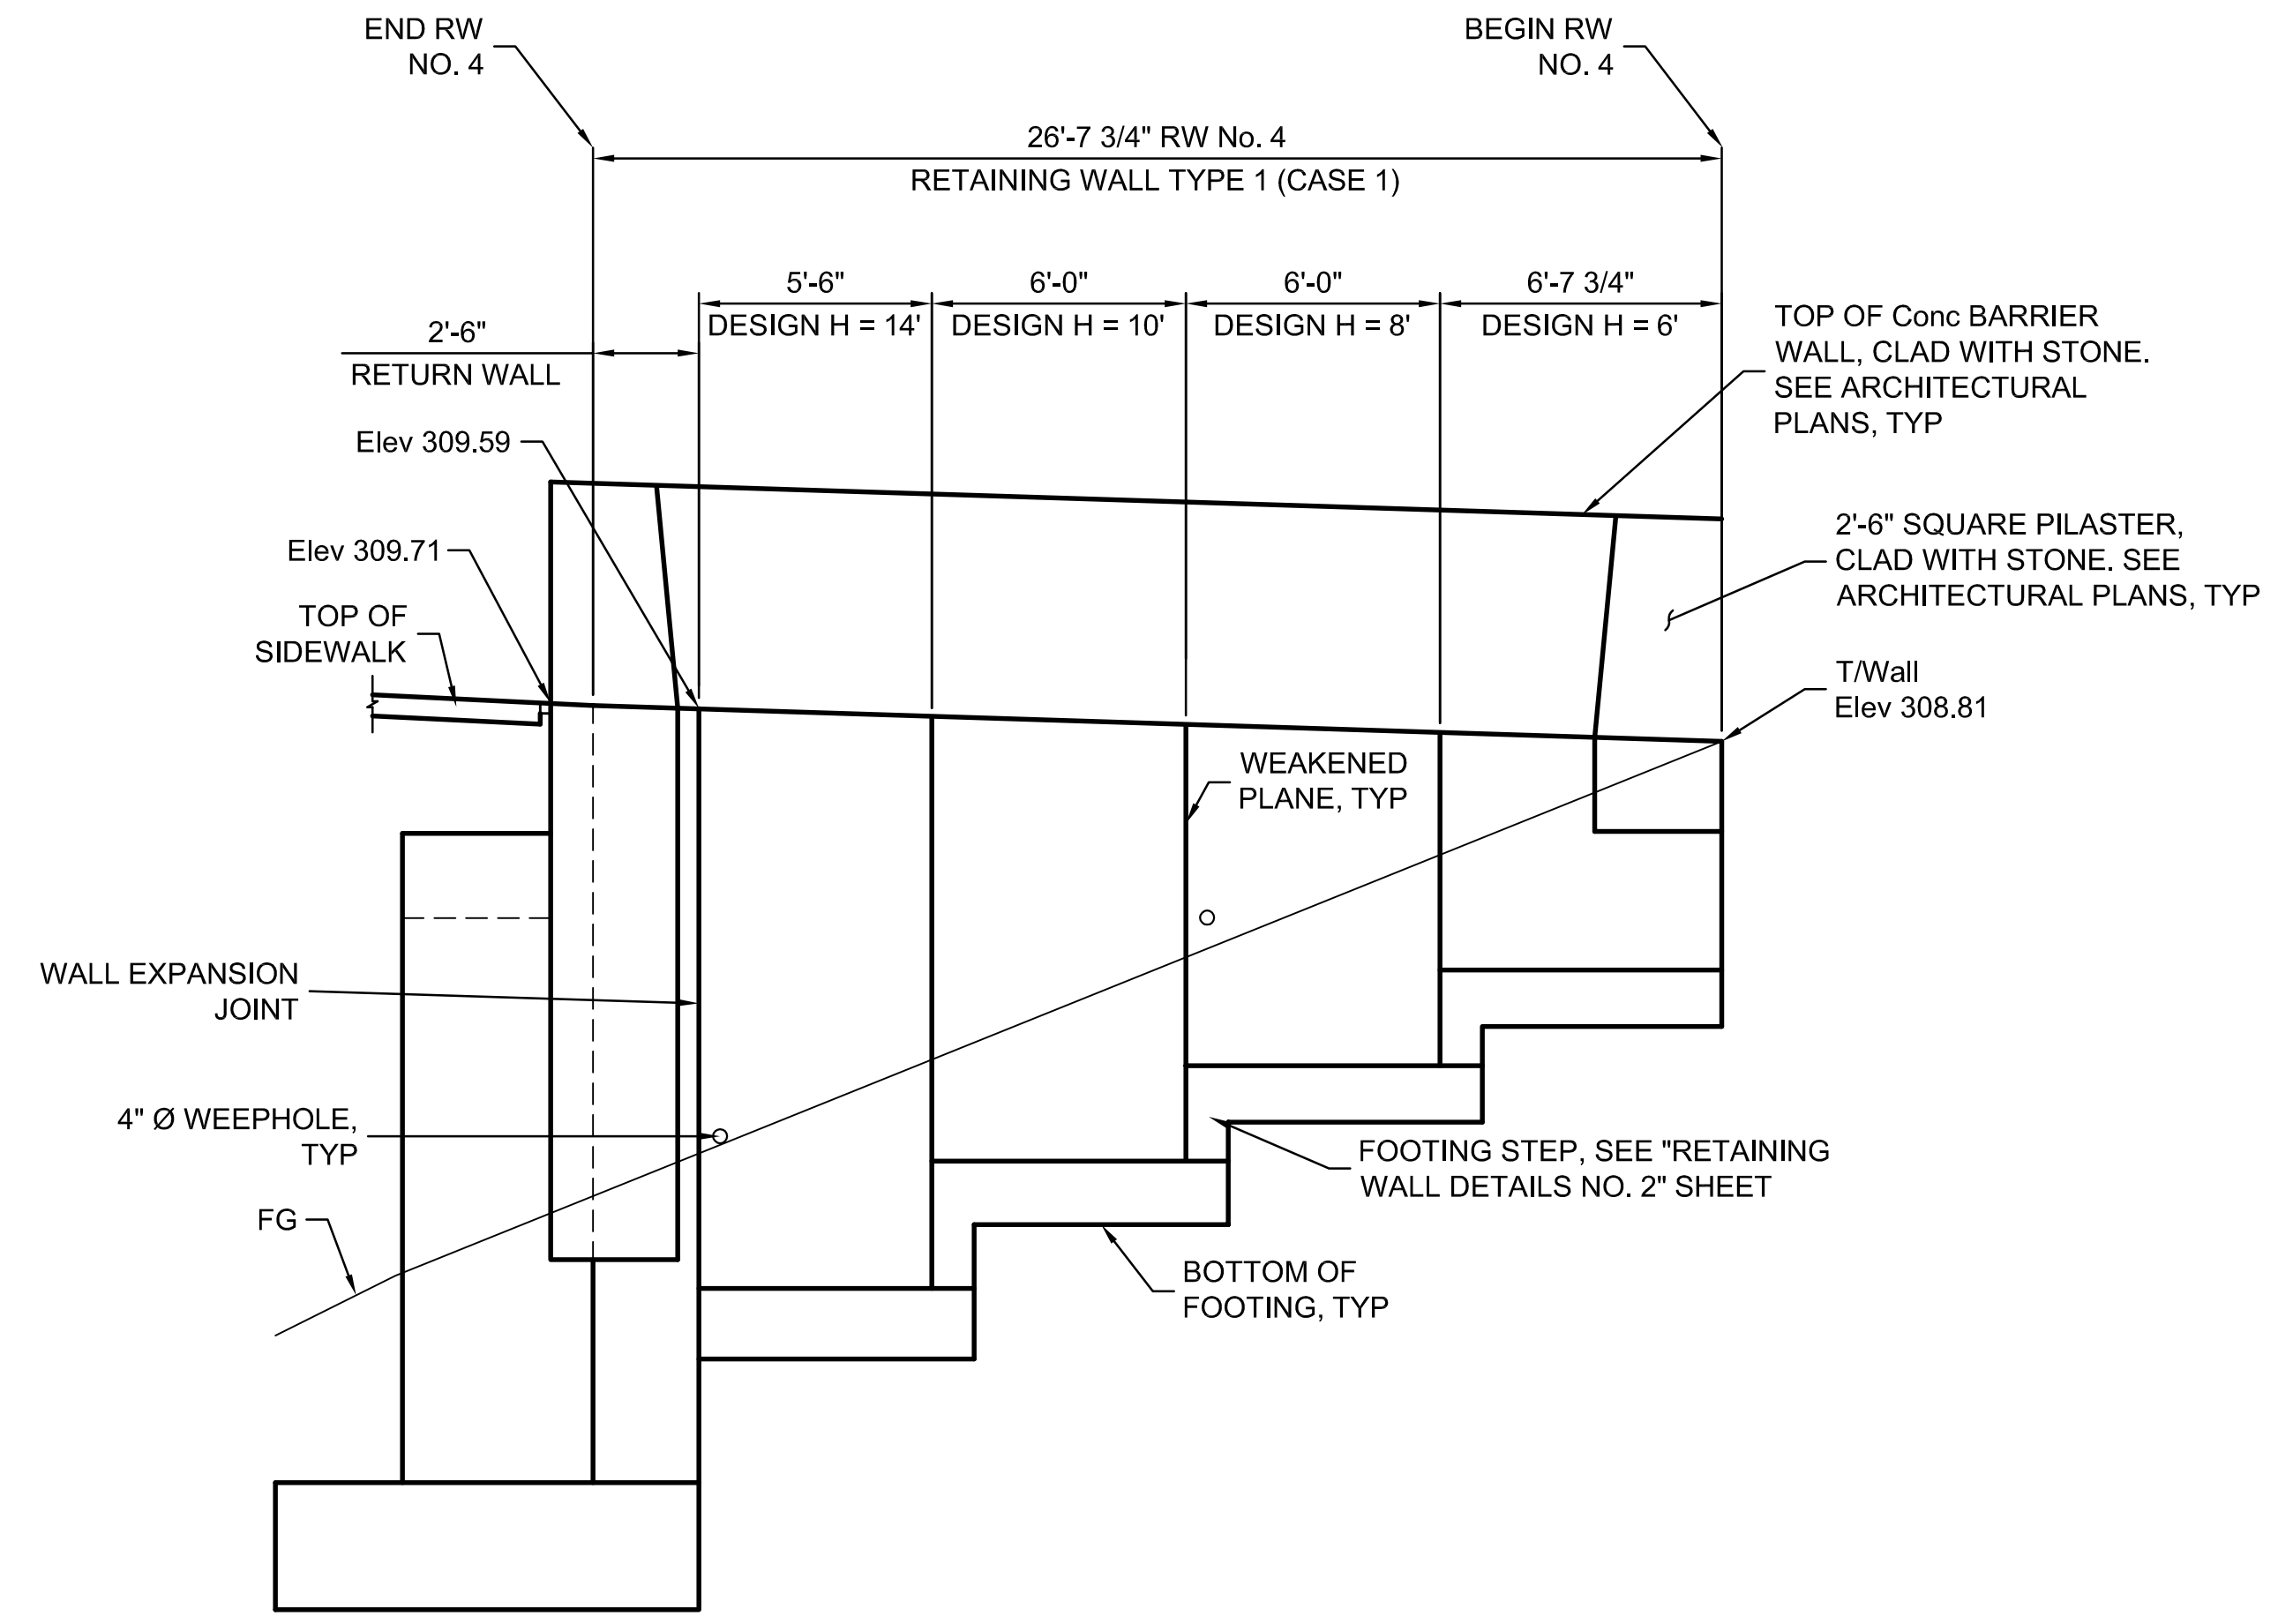 END RW
NO. 4
BEGIN RW
NO. 4
26'-7 3/4" RW No. 4
RETAINING WALL TYPE 1 (CASE 1)
5'-6"
DESIGN H = 14'
6'-0"
DESIGN H = 10'
6'-0"
DESIGN H = 8'
6'-7 3/4"
DESIGN H = 6'
2'-6"
RETURN WALL
TOP OF Conc BARRIER
WALL, CLAD WITH STONE.
SEE ARCHITECTURAL
PLANS, TYP
Elev 309.59
Elev 309.71
2'-6" SQUARE PILASTER,
CLAD WITH STONE. SEE
ARCHITECTURAL PLANS, TYP
TOP OF
SIDEWALK
T/Wall
Elev 308.81
WEAKENED
PLANE, TYP
WALL EXPANSION
JOINT
4" Ø WEEPHOLE,
TYP
FOOTING STEP, SEE "RETAINING
WALL DETAILS NO. 2" SHEET
FG
BOTTOM OF
FOOTING, TYP